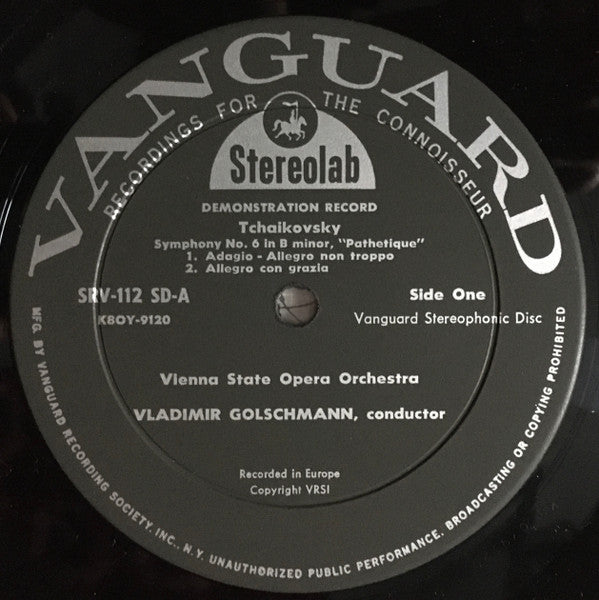 VANGUARD
RECORDINGS FOR THE CONNOISSEUR
Stereolab
DEMONSTRATION RECORD
Tchaikovsky
Symphony No. 6 in B minor, "Pathetique"
1. Adagio - Allegro non troppo
2. Allegro con grazia
SRV-112 SD-A
Side One
K8OY-9120
Vanguard Stereophonic Disc
Vienna State Opera Orchestra
VLADIMIR GOLSCHMANN, conductor
Recorded in Europe
Copyright VRSI
MFG. BY VANGUARD RECORDING SOCIETY, INC., N.Y. UNAUTHORIZED PUBLIC PERFORMANCE, BROADCASTING OR COPYING PROHIBITED